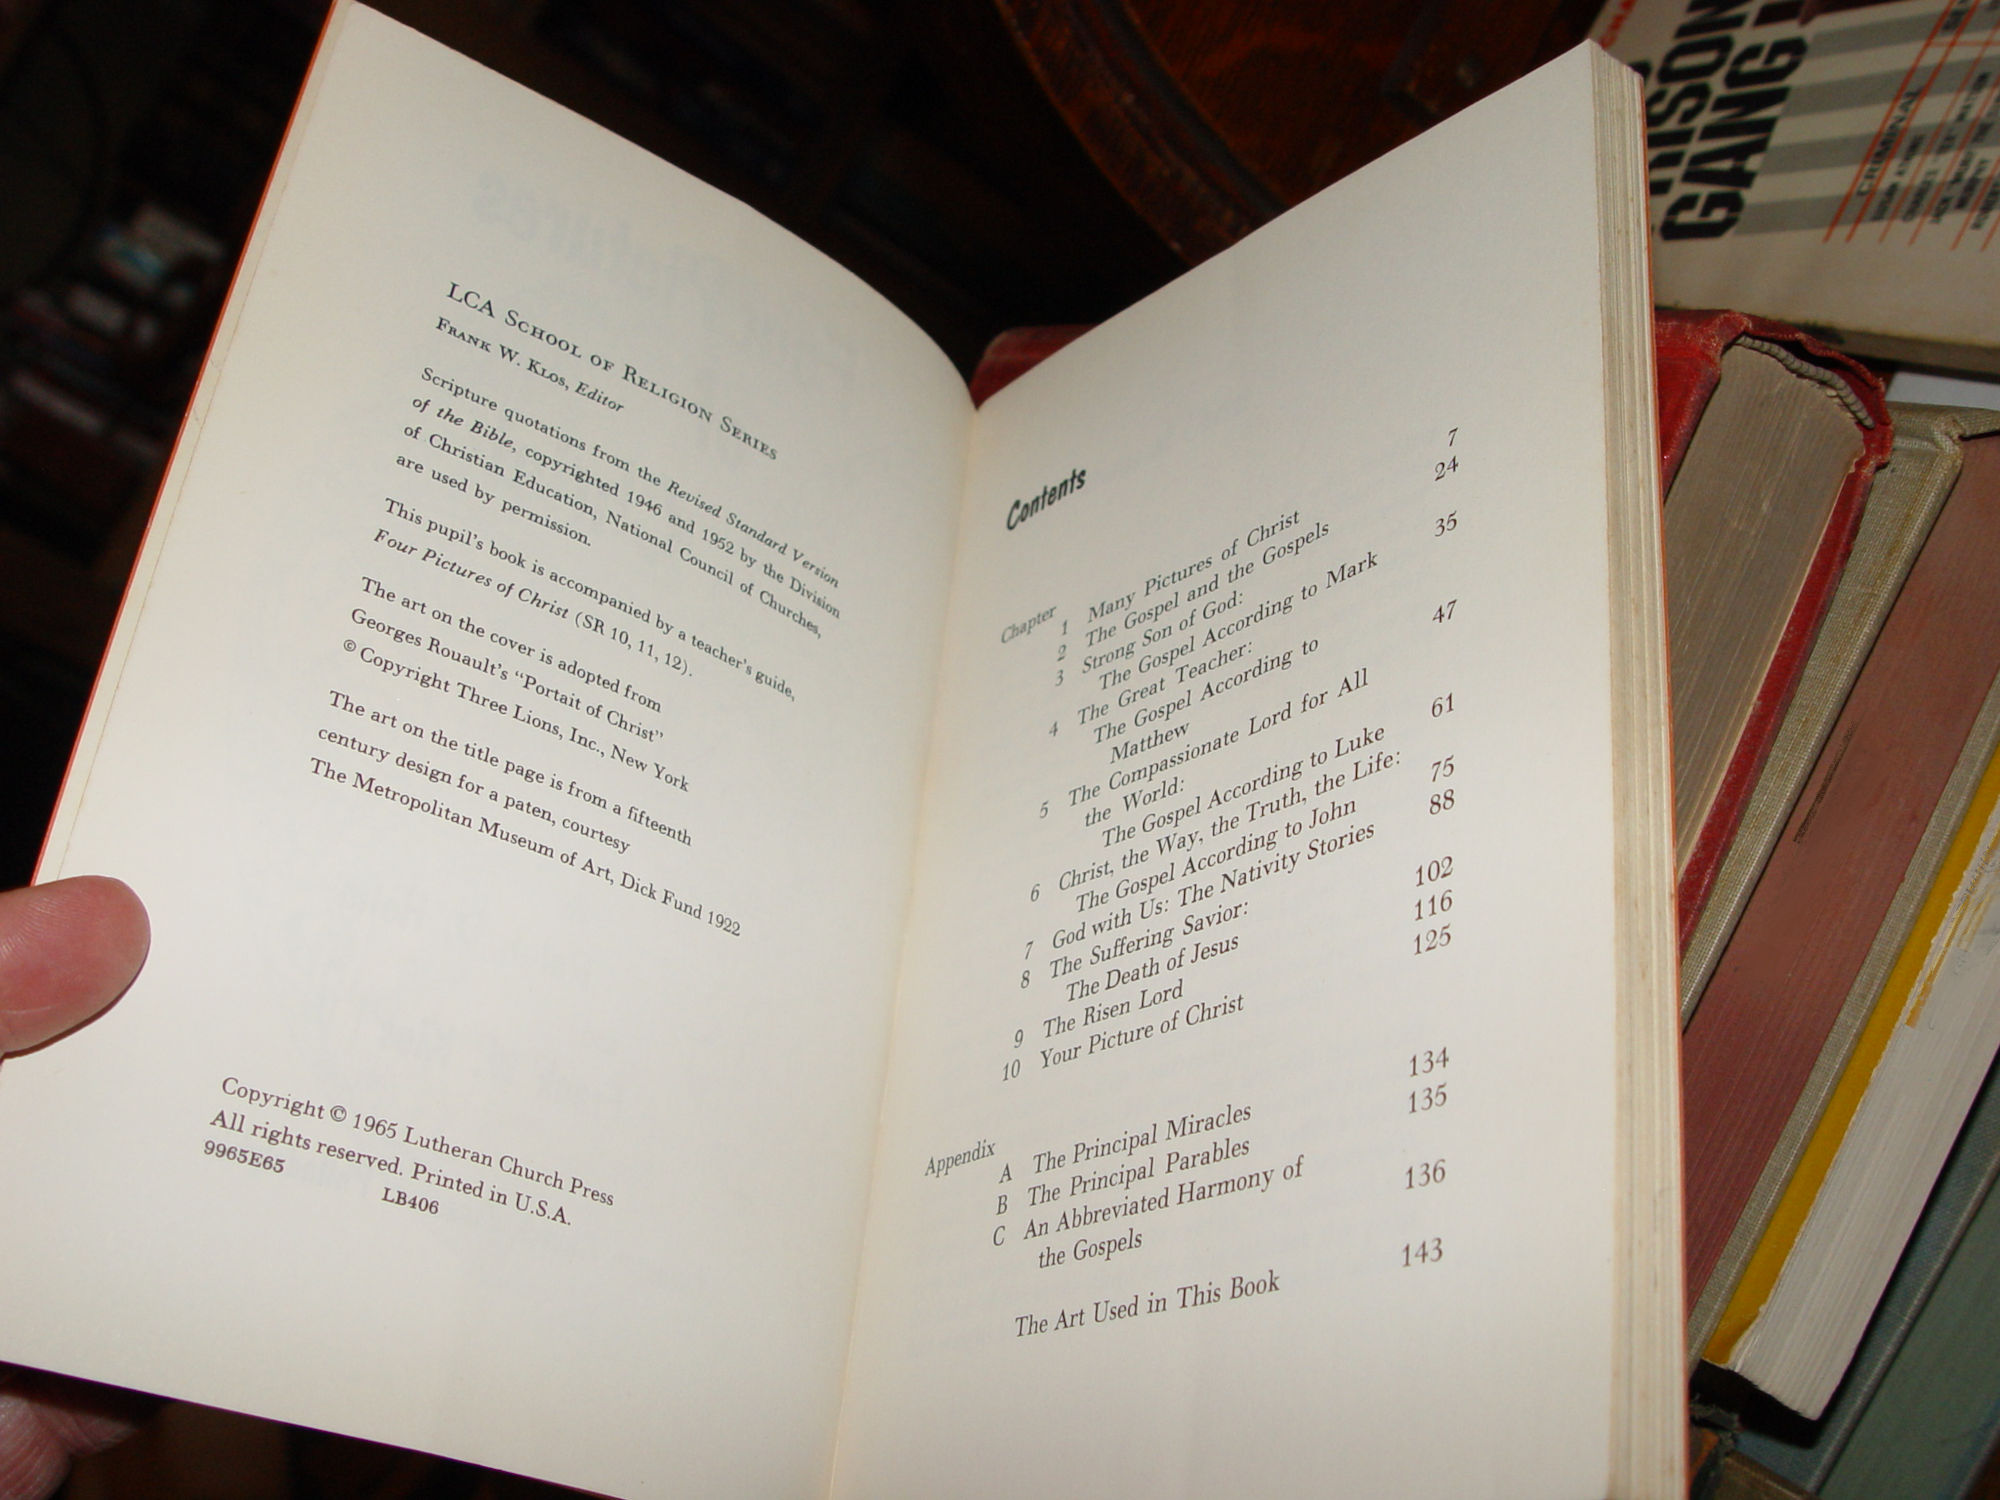 LCA School of Religion Series
Frank W. Klos, Editor
Scripture quotations from the Revised Standard Version
of the Bible, copyrighted 1946 and 1952 by the Division
of Christian Education, National Council of Churches,
are used by permission.
This pupil's book is accompanied by a teacher's guide,
Four Pictures of Christ (SR 10, 11, 12).
The art on the cover is adopted from
Georges Rouault's "Portait of Christ"
© Copyright Three Lions, Inc., New York
The art on the title page is from a fifteenth
century design for a paten, courtesy
The Metropolitan Museum of Art, Dick Fund 1922
Copyright © 1965 Lutheran Church Press
All rights reserved. Printed in U.S.A.
9965E65
LB406
Contents
Chapter
1 Many Pictures of Christ 7
2 The Gospel and the Gospels 24
3 Strong Son of God:
The Gospel According to Mark 35
4 The Great Teacher:
The Gospel According to
Matthew 47
5 The Compassionate Lord for All
the World:
The Gospel According to Luke 61
6 Christ, the Way, the Truth, the Life:
The Gospel According to John 75
7 God with Us: The Nativity Stories 88
8 The Suffering Savior:
The Death of Jesus 102
9 The Risen Lord 116
10 Your Picture of Christ 125
Appendix
A The Principal Miracles 134
B The Principal Parables 135
C An Abbreviated Harmony of
the Gospels 136
The Art Used in This Book 143
GANG
CRIMINAL